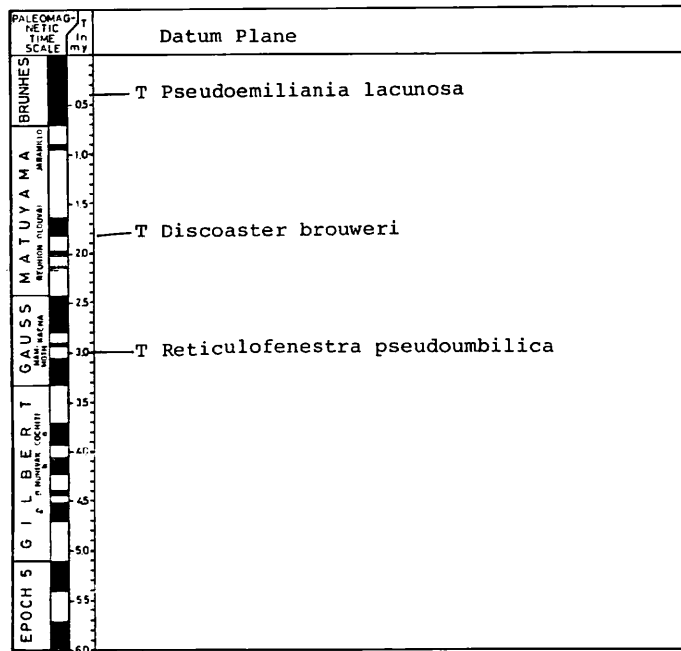 PALEOMAG-
NETIC
TIME
SCALE
T
in
my
Datum Plane
BRUNHES
0.5
T Pseudoemiliania lacunosa
MATUYAMA
JARAMILLO
1.0
1.5
REUNION OLDUVAI
T Discoaster brouweri
2.0
2.5
GAUSS
KAENA
3.0
T Reticulofenestra pseudoumbilica
3.5
GILBERT
COCHITI
NUNIVAK
4.0
4.5
5.0
EPOCH 5
5.5
6.0